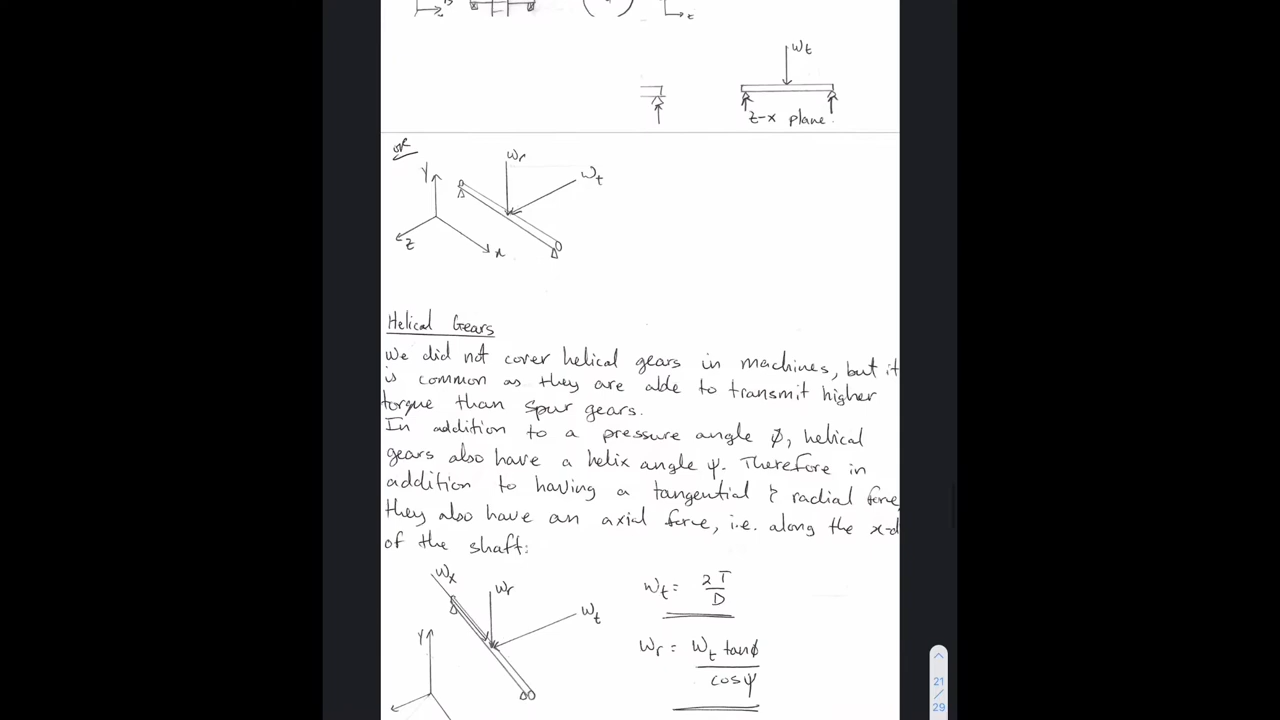 z
Wt
Z-x plane.
or
Wr
Y
Wt
Z
x
Helical Gears
We did not cover helical gears in machines, but it
is common as they are able to transmit higher
torque than spur gears.
In addition to a pressure angle φ, helical
gears also have a helix angle ψ. Therefore in
addition to having a tangential & radial force,
they also have an axial force, i.e. along the x-d
of the shaft:
Wx
Wr
Wt
Y
Wt = 2T
D
Wr = Wt tanφ
cosψ
21
/
29